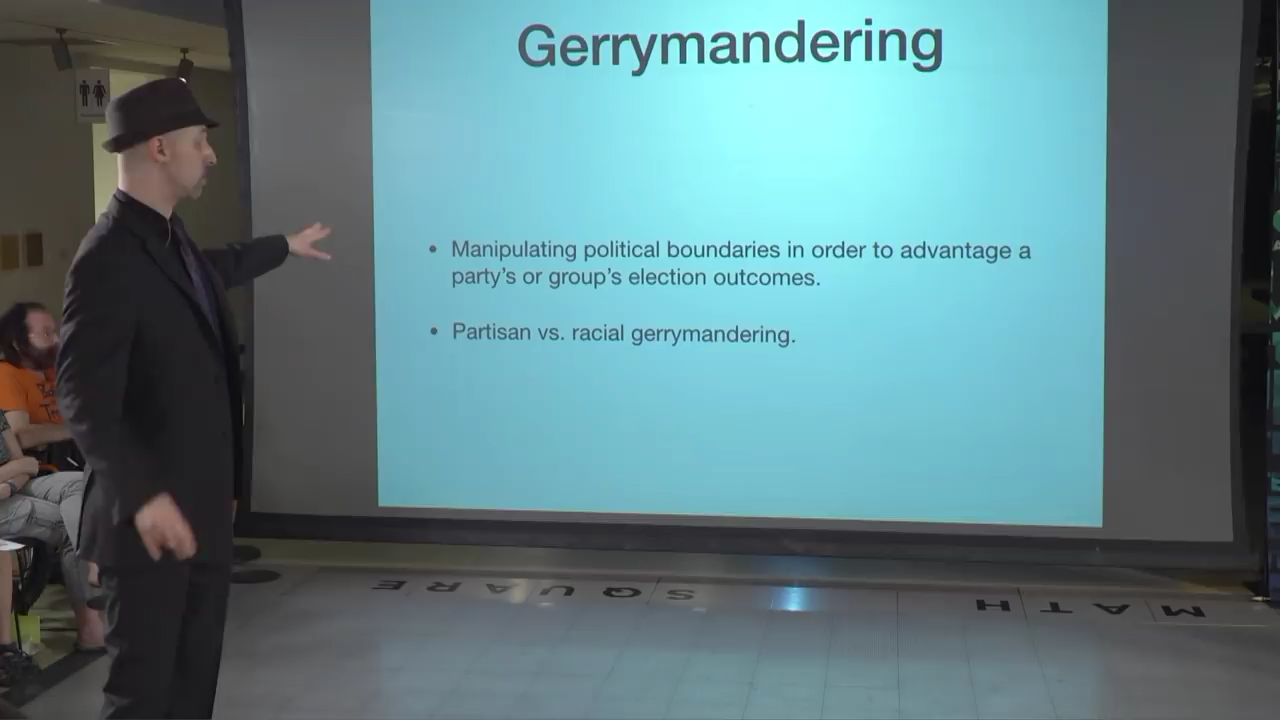 Gerrymandering
• Manipulating political boundaries in order to advantage a
party's or group's election outcomes.
• Partisan vs. racial gerrymandering.
MATH SQUARE